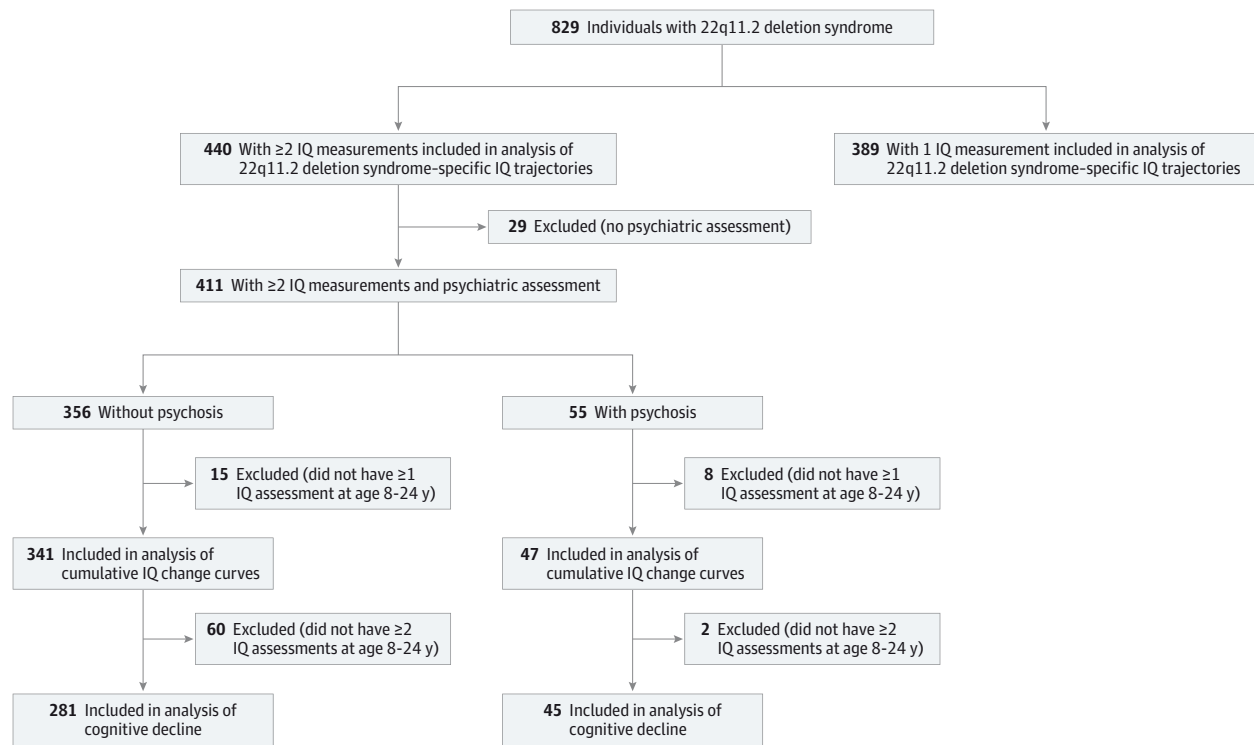 829 Individuals with 22q11.2 deletion syndrome
440 With ≥2 IQ measurements included in analysis of
22q11.2 deletion syndrome-specific IQ trajectories
389 With 1 IQ measurement included in analysis of
22q11.2 deletion syndrome-specific IQ trajectories
29 Excluded (no psychiatric assessment)
411 With ≥2 IQ measurements and psychiatric assessment
356 Without psychosis
55 With psychosis
15 Excluded (did not have ≥1
IQ assessment at age 8-24 y)
8 Excluded (did not have ≥1
IQ assessment at age 8-24 y)
341 Included in analysis of
cumulative IQ change curves
47 Included in analysis of
cumulative IQ change curves
60 Excluded (did not have ≥2
IQ assessments at age 8-24 y)
2 Excluded (did not have ≥2
IQ assessments at age 8-24 y)
281 Included in analysis of
cognitive decline
45 Included in analysis of
cognitive decline